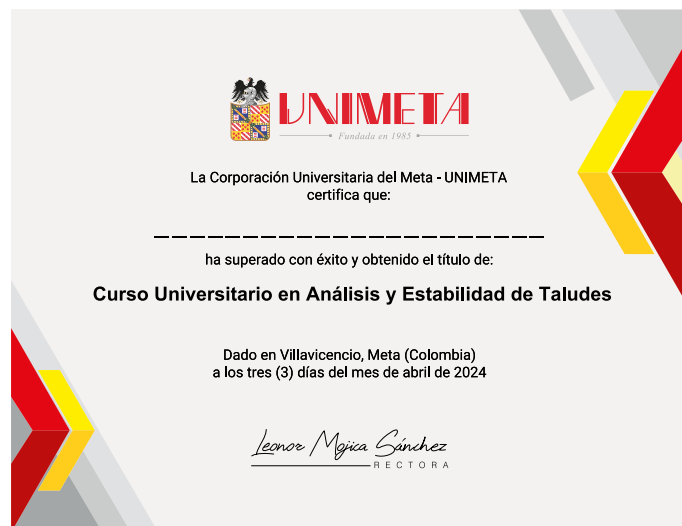 UNIMETA
Fundada en 1985
La Corporación Universitaria del Meta - UNIMETA
certifica que:
ha superado con éxito y obtenido el título de:
Curso Universitario en Análisis y Estabilidad de Taludes
Dado en Villavicencio, Meta (Colombia)
a los tres (3) días del mes de abril de 2024
Leonor Mojica Sánchez
RECTORA